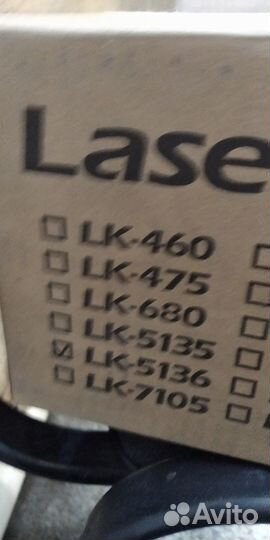 Lase
☐ LK-460
☐ LK-475
☐ LK-680
☐ LK-5135
☑ LK-5136
☐ LK-7105
Avito